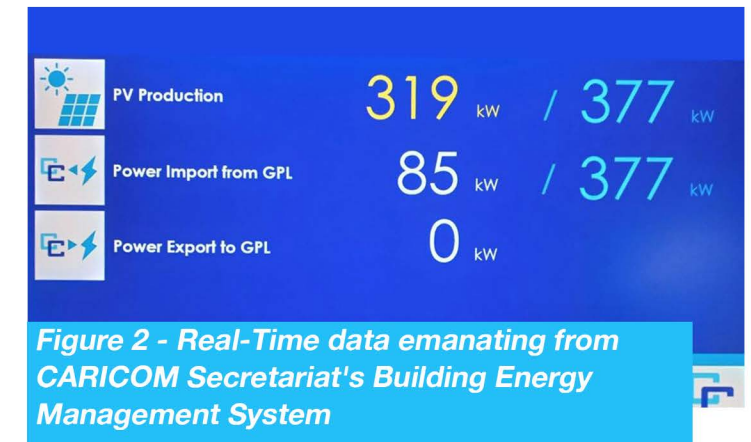 PV Production 319 kW / 377 kW
Power Import from GPL 85 kW / 377 kW
Power Export to GPL 0 kW
Figure 2 - Real-Time data emanating from
CARICOM Secretariat's Building Energy
Management System